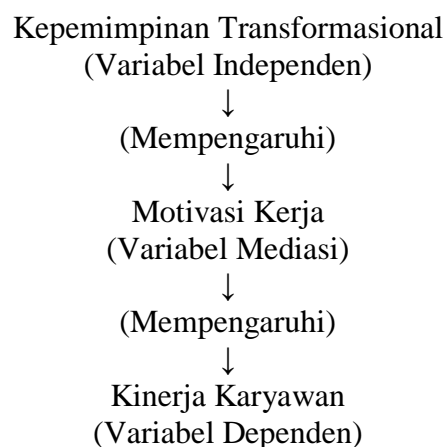 Kepemimpinan Transformasional
(Variabel Independen)
↓
(Mempengaruhi)
↓
Motivasi Kerja
(Variabel Mediasi)
↓
(Mempengaruhi)
↓
Kinerja Karyawan
(Variabel Dependen)